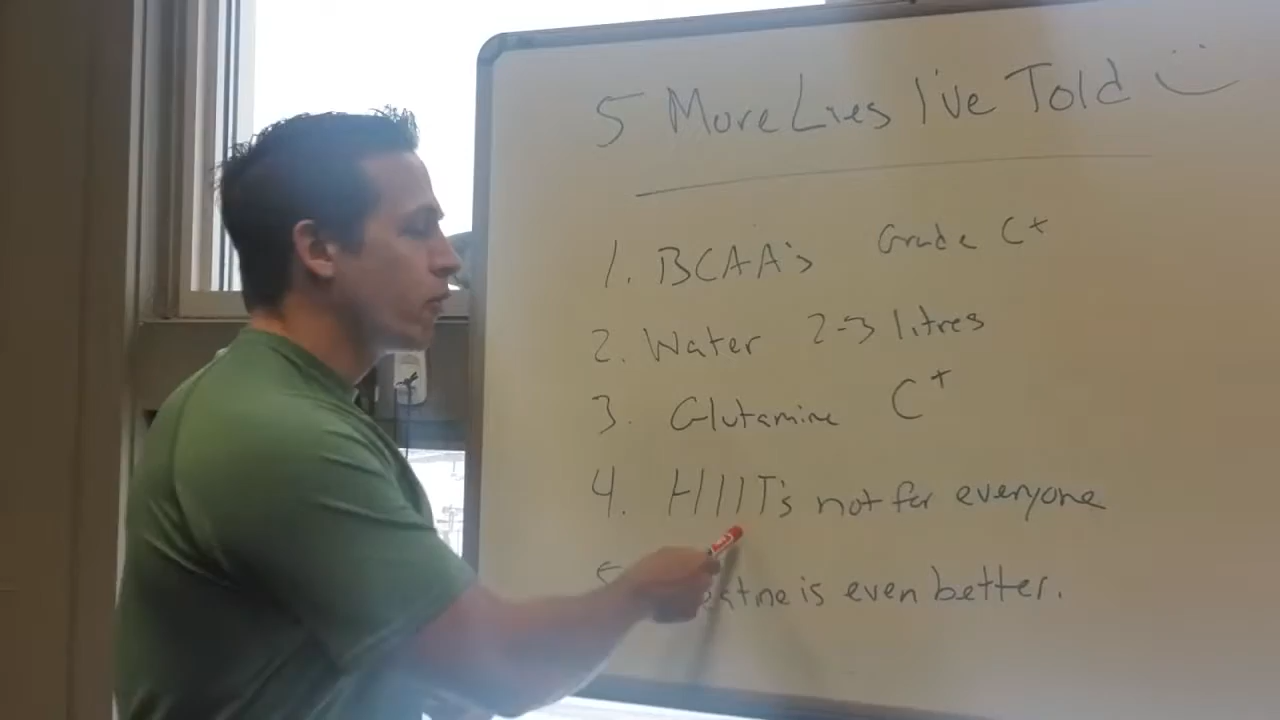 5 More Lies I've Told
1. BCAA's Grade C+
2. Water 2-3 litres
3. Glutamine C+
4. HIIT's not for everyone
5 is even better.